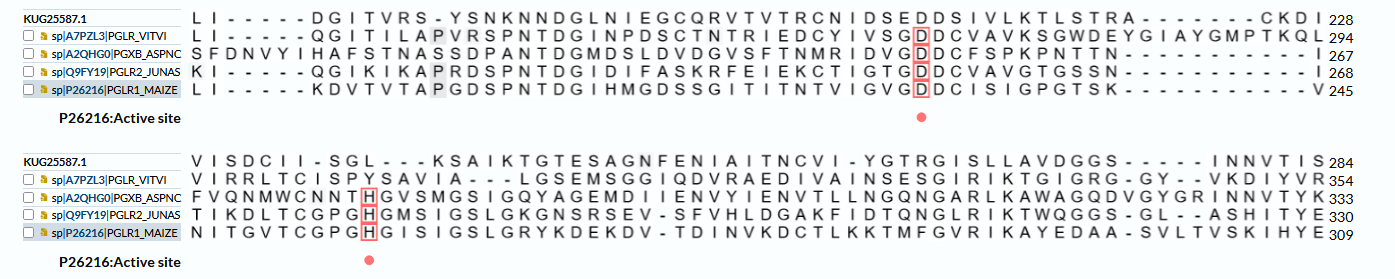 KUG25587.1 L I - - - - - D G I T V R S - Y S N K N N D G L N I E G C Q R V T V T R C N I D S E D D S I V L K T L S T R A - - - - - - - C K D I 228
sp|A7PZL3|PGLR_VITVI L I - - - - - Q G I T I L A P V R S P N T D G I N P D S C T N T R I E D C Y I V S G D D C V A V K S G W D E Y G I A Y G M P T K Q L 294
sp|A2QHG0|PGXB_ASPNC S F D N V Y I H A F S T N A S S D P A N T D G M D S L D V D G V S F T N M R I D V G D D C F S P K P N T T N - - - - - - - - - - - I 267
sp|Q9FY19|PGLR2_JUNAS K I - - - - - Q G I K I K A P R D S P N T D G I D I F A S K R F E I E K C T I G T G D D C V A V G T G S S N - - - - - - - - - - - I 268
sp|P26216|PGLR1_MAIZE L I - - - - - K D V T V T A P G D S P N T D G I H M G D S S G I T I T N T V I G V G D D C I S I G P G T S K - - - - - - - - - - - V 245
P26216:Active site
KUG25587.1 V I S D C I I - S G L - - - K S A I K T G T E S A G N F E N I A I T N C V I - Y G T R G I S L L A V D G G S - - - - - I N N V T I S 284
sp|A7PZL3|PGLR_VITVI V I R R L T C I S P Y S A V I A - - - L G S E M S G G I Q D V R A E D I V A I N S E S G I R I K T G I G R G - G Y - - V K D I Y V R 354
sp|A2QHG0|PGXB_ASPNC F V Q N M W C N N T H G V S M G S I G Q Y A G E M D I I E N V Y I E N V T L L N G Q N G A R L K A W A G Q D V G Y G R I N N V T Y K 333
sp|Q9FY19|PGLR2_JUNAS T I K D L T C G P G H G M S I G S L G K G N S R S E V - S F V H L D G A K F I D T Q N G L R I K T W Q G G S - G L - - A S H I T Y E 330
sp|P26216|PGLR1_MAIZE N I T G V T C G P G H G I S I G S L G R Y K D E K D V - T D I N V K D C T L K K T M F G V R I K A Y E D A A - S V L T V S K I H Y E 309
P26216:Active site